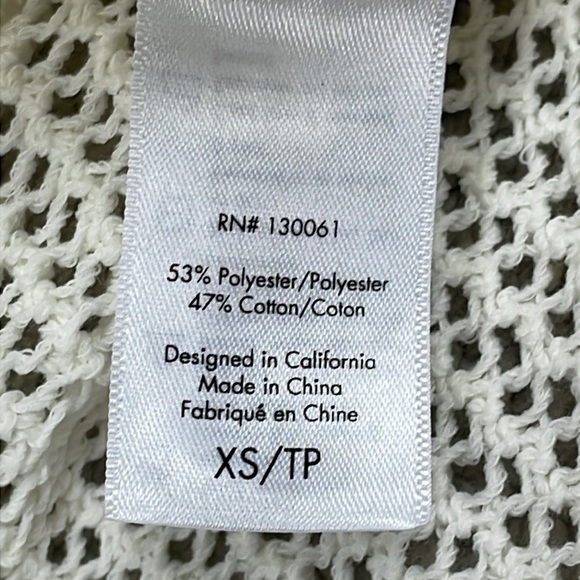 RN# 130061
53% Polyester/Polyester
47% Cotton/Coton
Designed in California
Made in China
Fabriqué en Chine
XS/TP